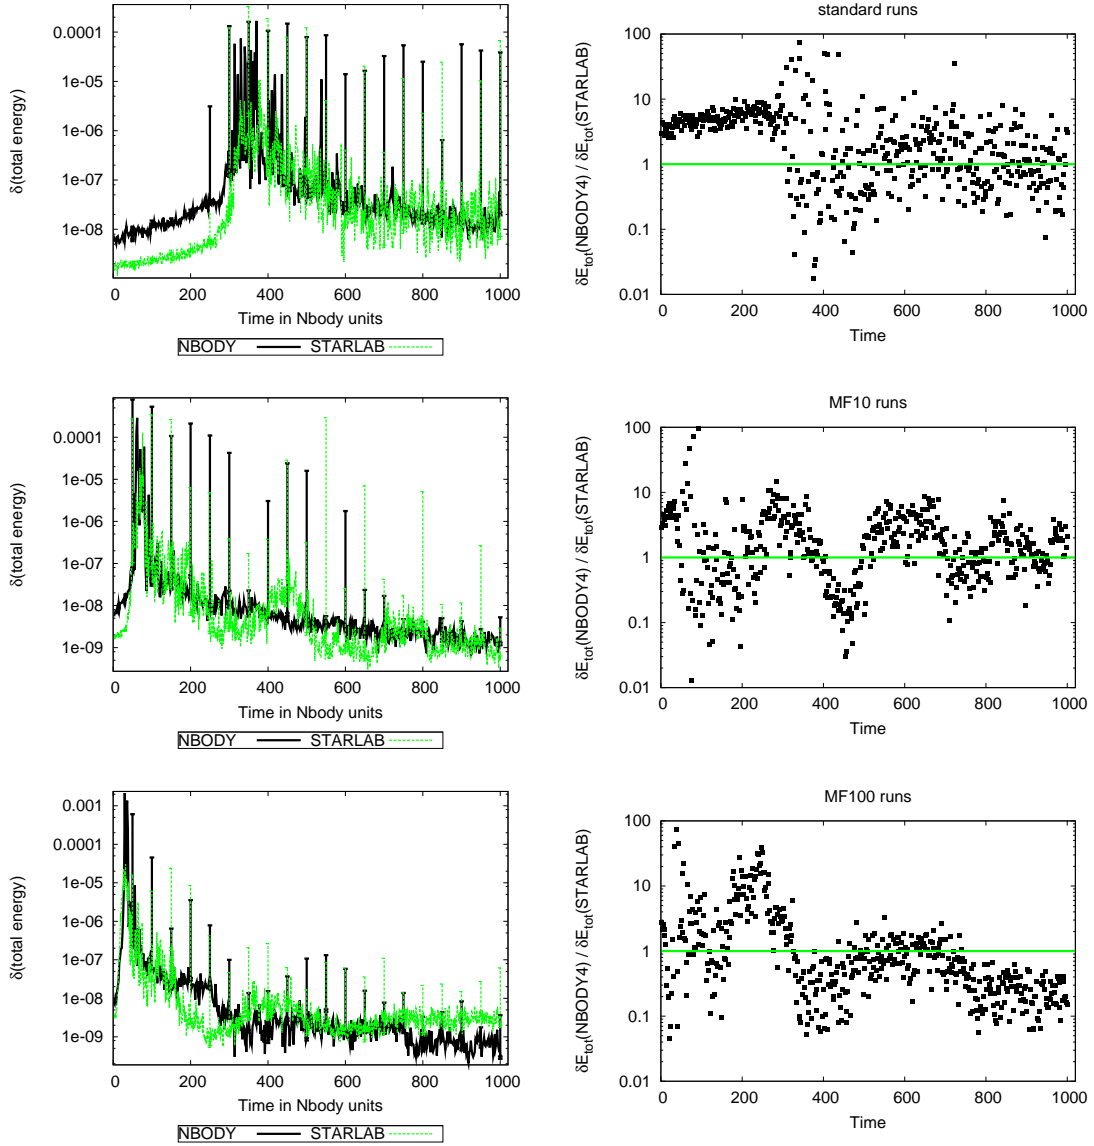 0.0001
1e-05
1e-06
1e-07
1e-08
δ(total energy)
0 200 400 600 800 1000
Time in Nbody units
NBODY STARLAB
standard runs
100
10
1
0.1
0.01
δE_tot(NBODY4) / δE_tot(STARLAB)
0 200 400 600 800 1000
Time
0.0001
1e-05
1e-06
1e-07
1e-08
1e-09
δ(total energy)
0 200 400 600 800 1000
Time in Nbody units
NBODY STARLAB
MF10 runs
100
10
1
0.1
0.01
δE_tot(NBODY4) / δE_tot(STARLAB)
0 200 400 600 800 1000
Time
0.001
0.0001
1e-05
1e-06
1e-07
1e-08
1e-09
δ(total energy)
0 200 400 600 800 1000
Time in Nbody units
NBODY STARLAB
MF100 runs
100
10
1
0.1
0.01
δE_tot(NBODY4) / δE_tot(STARLAB)
0 200 400 600 800 1000
Time